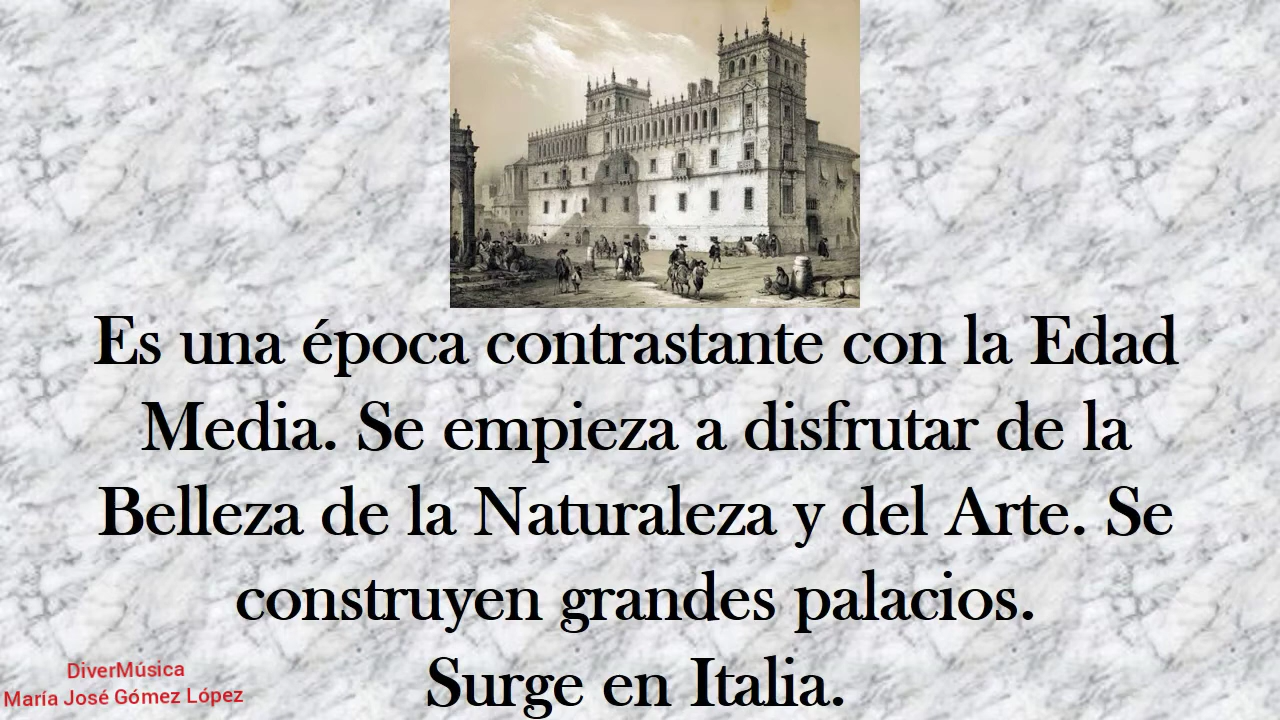 Es una época contrastante con la Edad
Media. Se empieza a disfrutar de la
Belleza de la Naturaleza y del Arte. Se
construyen grandes palacios.
Surge en Italia.
DiverMúsica
María José Gómez López